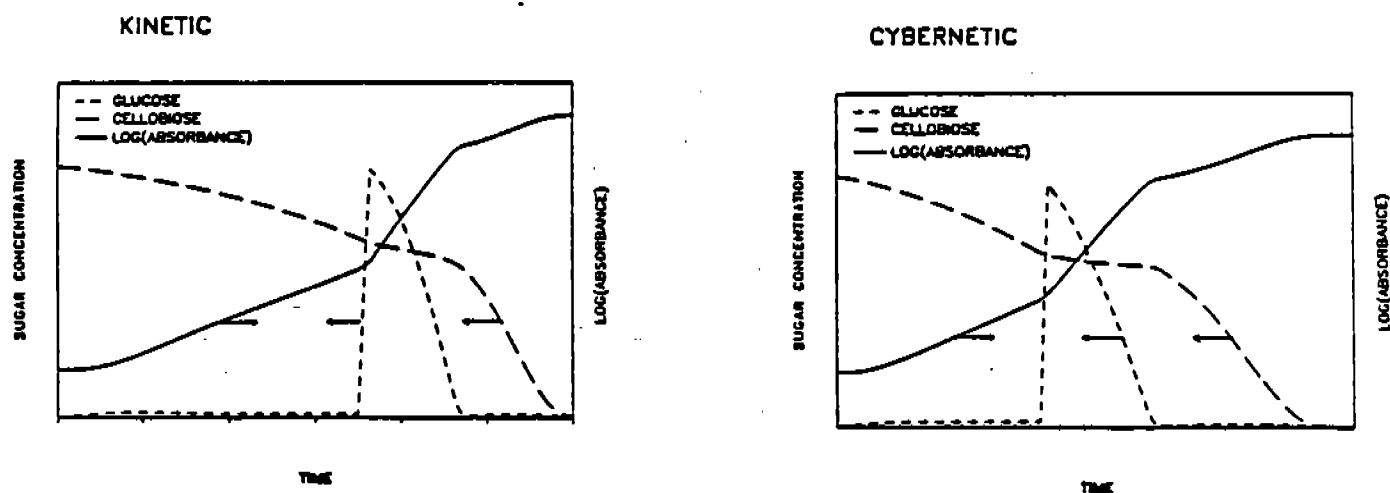 KINETIC
GLUCOSE
CELLOBIOSE
LOG(ABSORBANCE)
SUGAR CONCENTRATION
LOG(ABSORBANCE)
TIME
CYBERNETIC
GLUCOSE
CELLOBIOSE
LOG(ABSORBANCE)
SUGAR CONCENTRATION
LOG(ABSORBANCE)
TIME